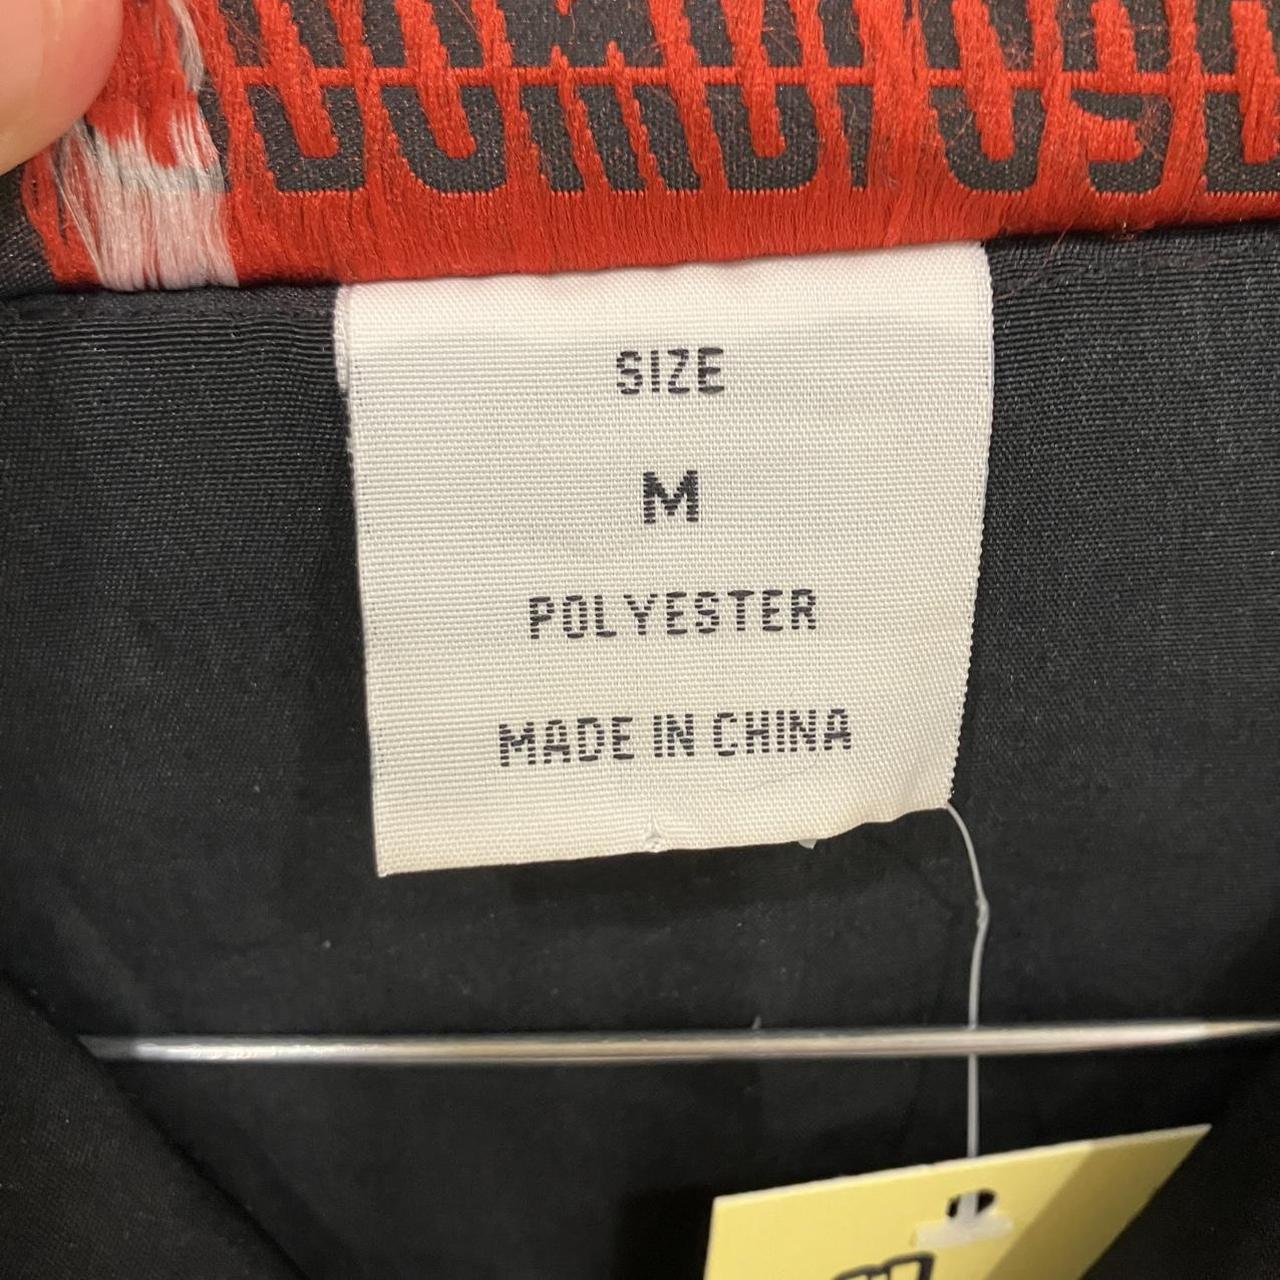 SIZE
M
POLYESTER
MADE IN CHINA